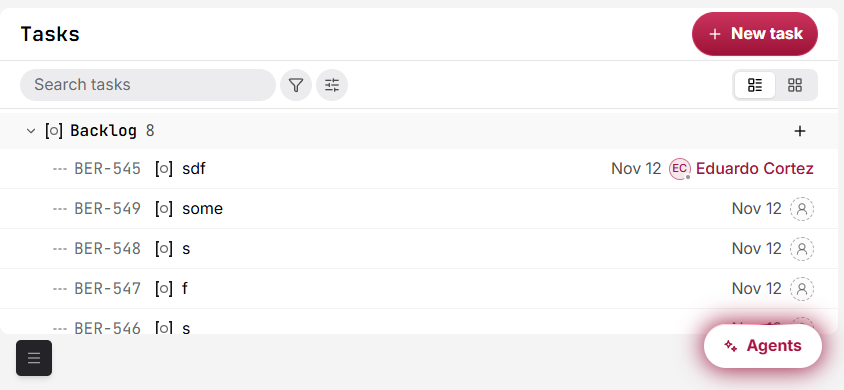 Tasks
+ New task
Search tasks
[o] Backlog 8 +
--- BER-545 [o] sdf Nov 12 EC Eduardo Cortez
--- BER-549 [o] some Nov 12
--- BER-548 [o] s Nov 12
--- BER-547 [o] f Nov 12
--- BER-546 [o] s
Agents